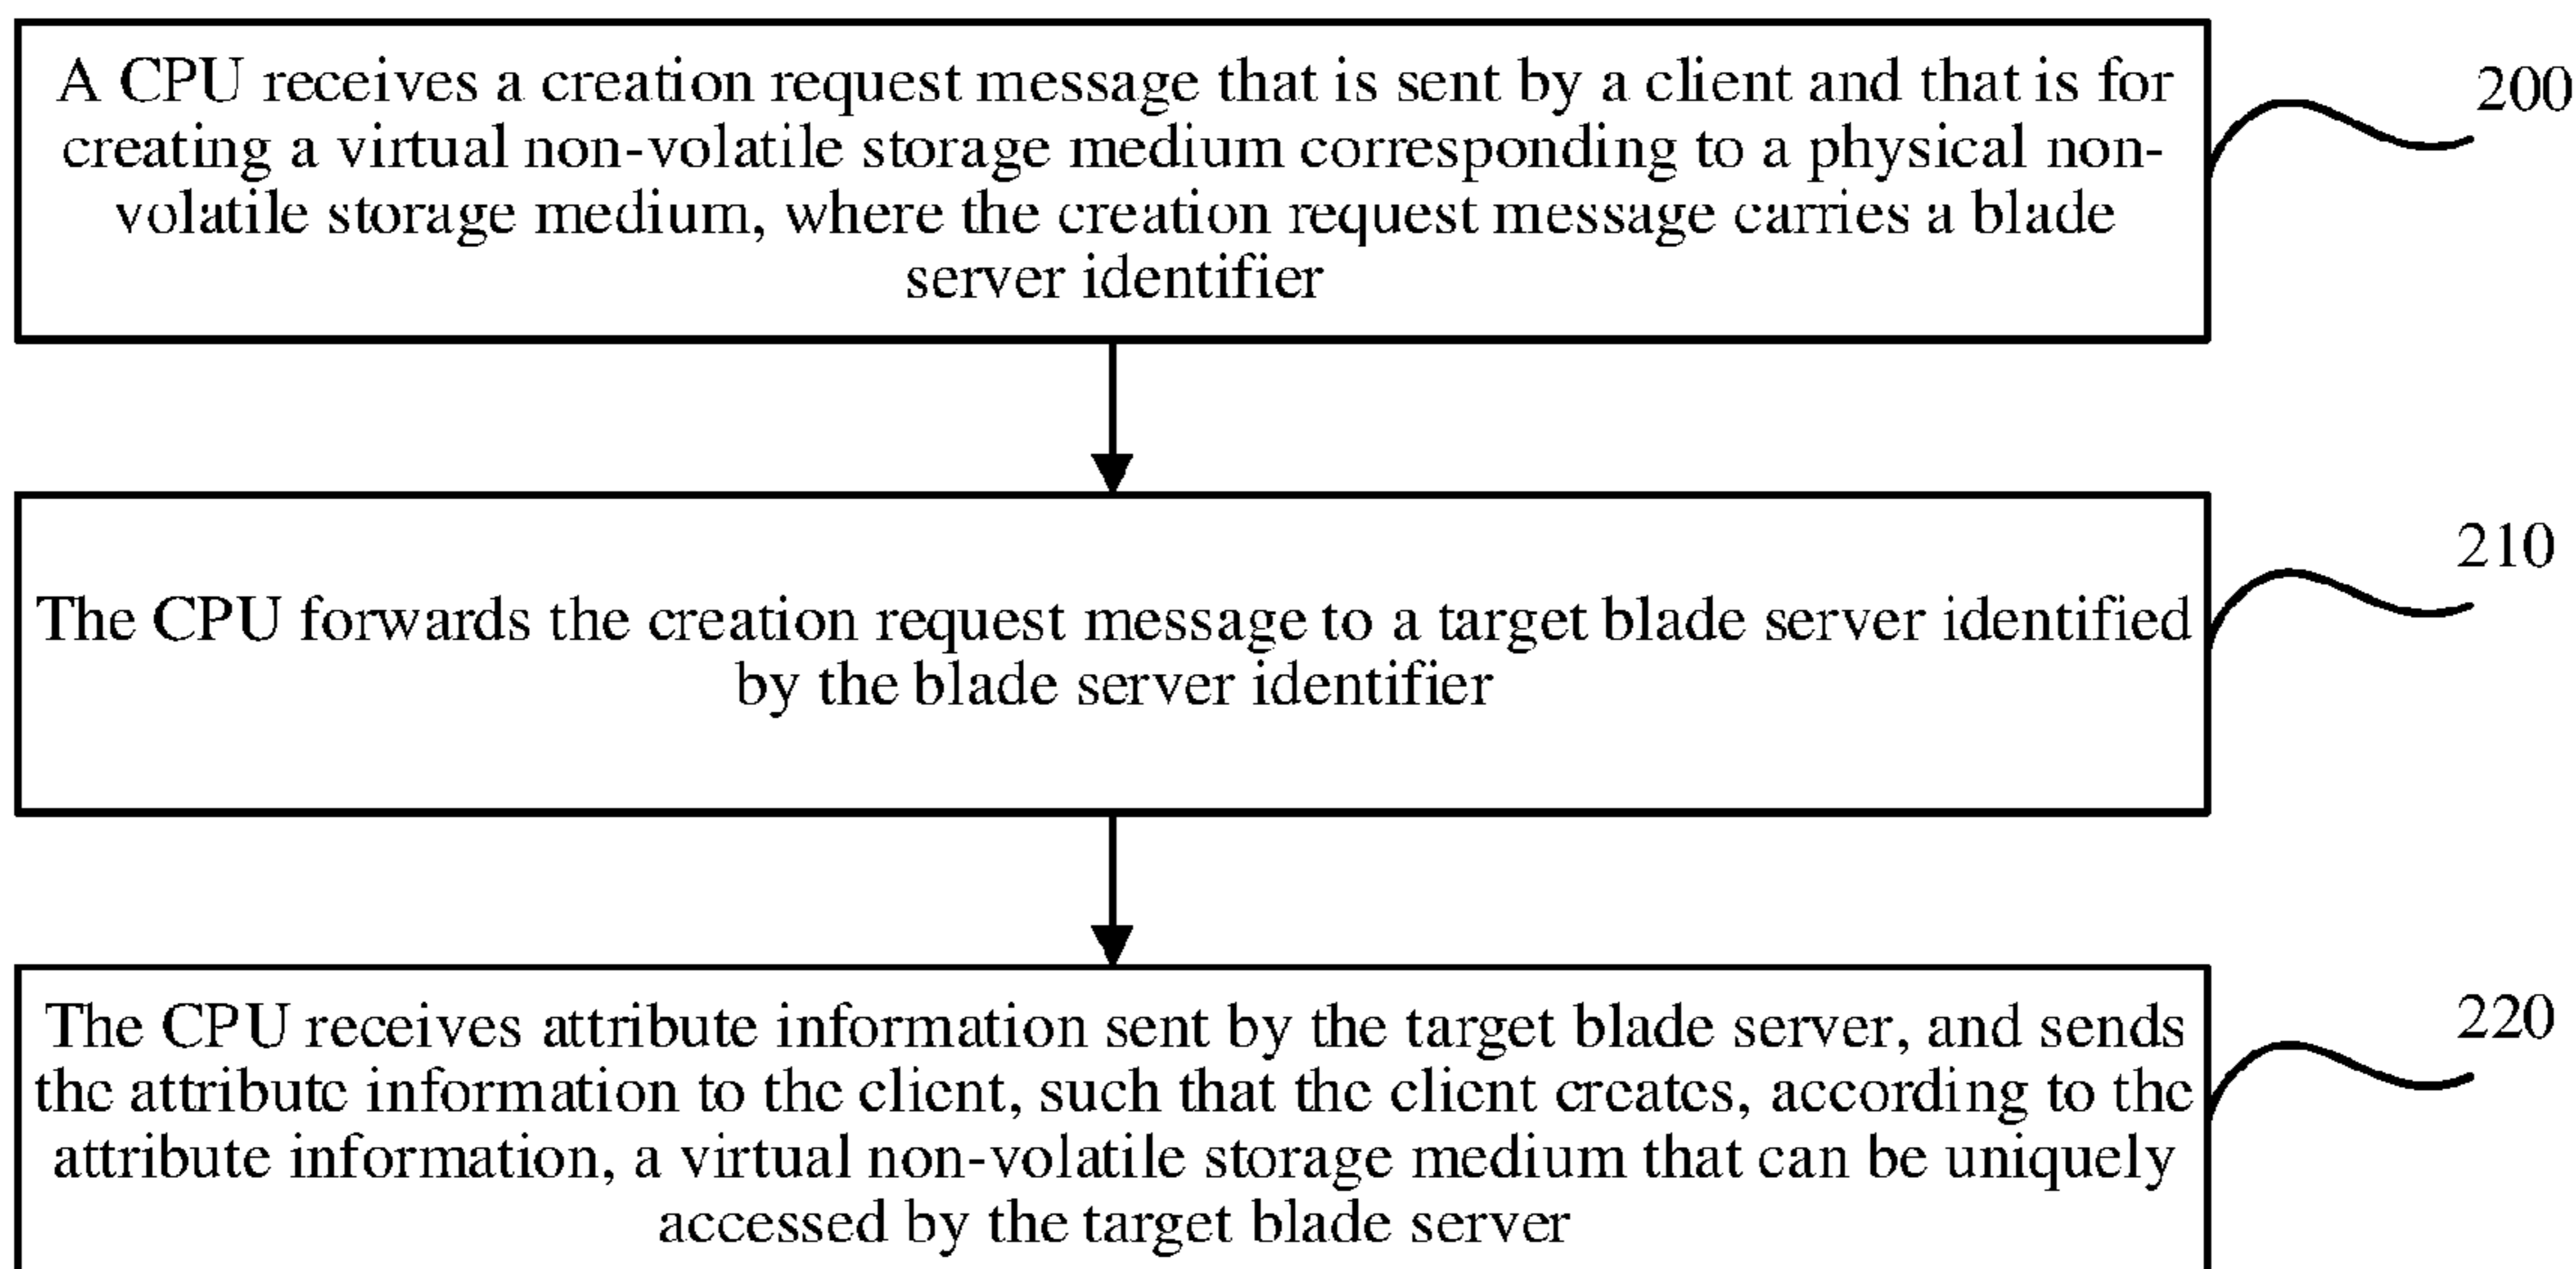 A CPU receives a creation request message that is sent by a client and that is for
creating a virtual non-volatile storage medium corresponding to a physical non-
volatile storage medium, where the creation request message carries a blade
server identifier
200
The CPU forwards the creation request message to a target blade server identified
by the blade server identifier
210
The CPU receives attribute information sent by the target blade server, and sends
the attribute information to the client, such that the client creates, according to the
attribute information, a virtual non-volatile storage medium that can be uniquely
accessed by the target blade server
220